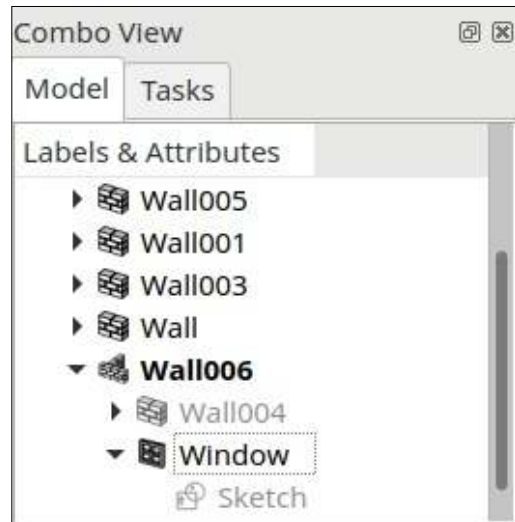 Combo View
Model Tasks
Labels & Attributes
Wall005
Wall001
Wall003
Wall
Wall006
Wall004
Window
Sketch